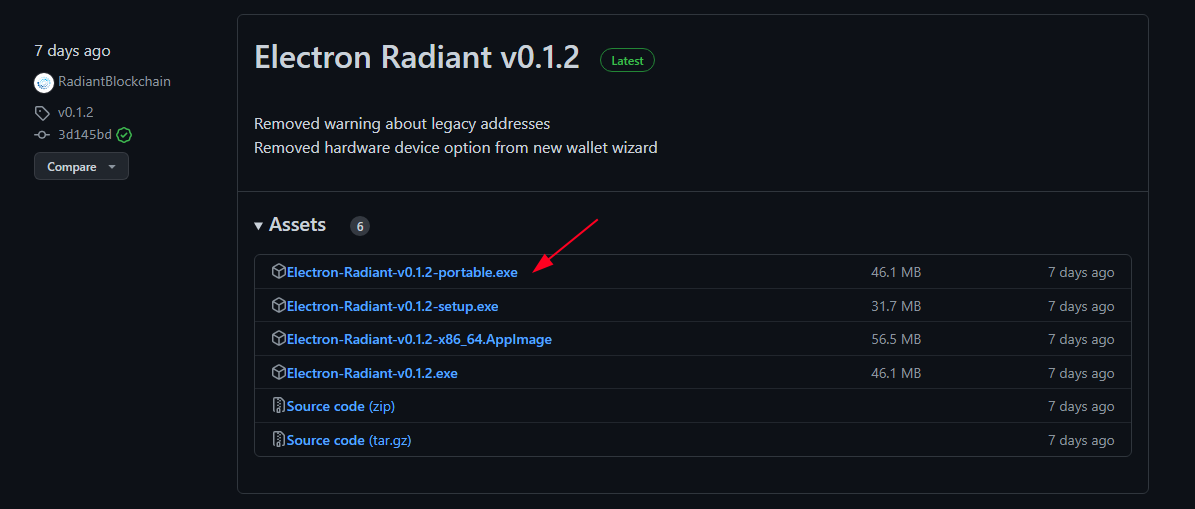 7 days ago
RadiantBlockchain
v0.1.2
3d145bd
Compare
Electron Radiant v0.1.2 Latest
Removed warning about legacy addresses
Removed hardware device option from new wallet wizard
Assets 6
Electron-Radiant-v0.1.2-portable.exe 46.1 MB 7 days ago
Electron-Radiant-v0.1.2-setup.exe 31.7 MB 7 days ago
Electron-Radiant-v0.1.2-x86_64.AppImage 56.5 MB 7 days ago
Electron-Radiant-v0.1.2.exe 46.1 MB 7 days ago
Source code (zip) 7 days ago
Source code (tar.gz) 7 days ago